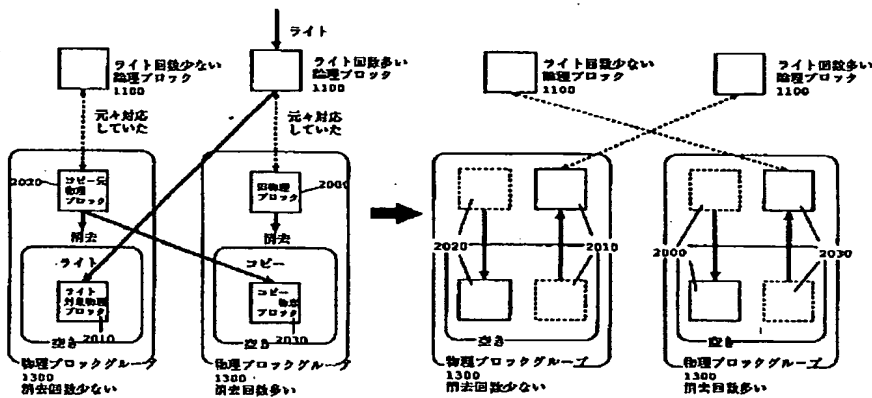 ライト
ライト回数少ない
論理ブロック
1100
ライト回数多い
論理ブロック
1100
元々対応
していた
元々対応
していた
2020
コピー元
物理
ブロック
旧物理
ブロック
2000
消去
消去
ライト
コピー
ライト
対象物理
ブロック
2010
コピー
ブロック
2030
空き
空き
物理ブロックグループ
1300
消去回数少ない
物理ブロックグループ
1300
消去回数多い
ライト回数少ない
論理ブロック
1100
ライト回数多い
論理ブロック
1100
2020
2010
2000
2030
空き
空き
物理ブロックグループ
1300
消去回数少ない
物理ブロックグループ
1300
消去回数多い